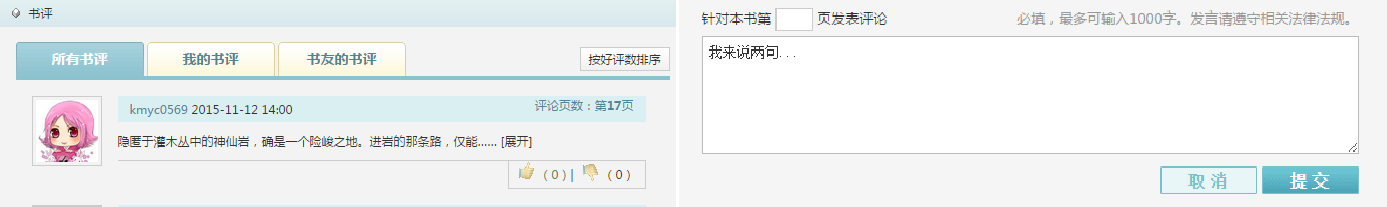 书评
所有书评 我的书评 书友的书评 按好评数排序
kmyc0569 2015-11-12 14:00 评论页数：第17页
隐匿于灌木丛中的神仙岩，确是一个险峻之地。进岩的那条路，仅能...... [展开]
( 0 ) | ( 0 )
针对本书第 页发表评论 必填，最多可输入1000字。发言请遵守相关法律法规。
我来说两句...
取消 提交